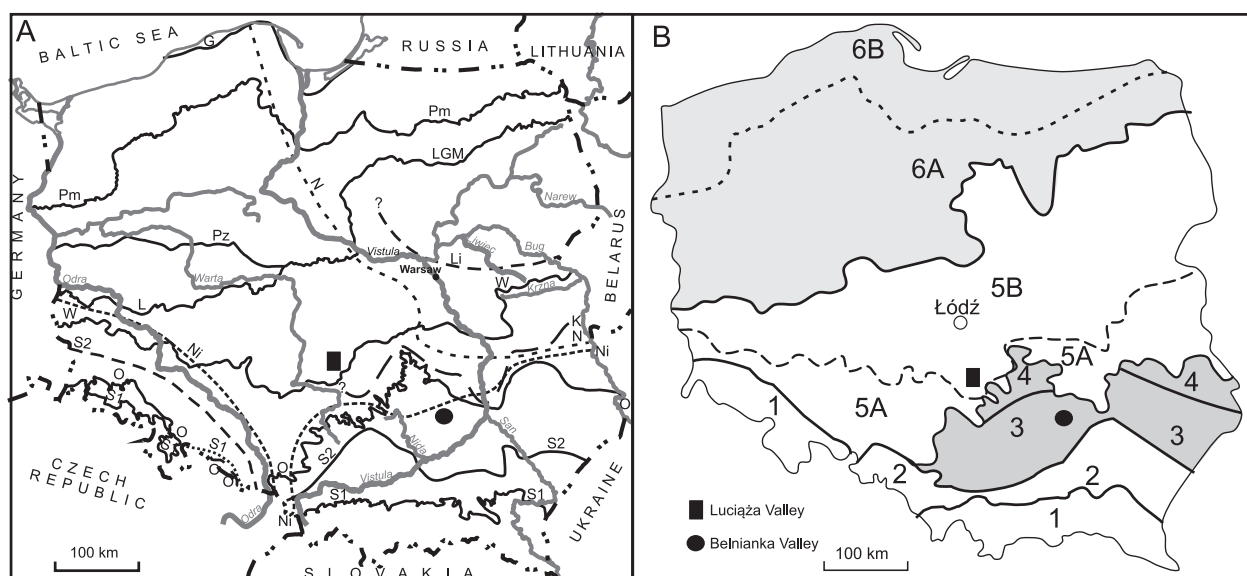 A
BALTIC SEA
G
RUSSIA
LITHUANIA
Pm
LGM
Pm
N
?
Narew
GERMANY
Pz
Vistula
Liwiec
Bug
Li
Warsaw
W
Krzna
BELARUS
Odra
Warta
L
W
K
N
Ni
Ni
S2
O
S1
?
O
S
O
S1
O
O
Odra
Ni
S2
Nida
Vistula
San
S2
S1
S1
O
CZECH
REPUBLIC
UKRAINE
100 km
SLOVAKIA
B
6B
6A
5B
Łódź
5A
4
4
1
5A
3
3
2
2
1
Luciąża Valley
Belnianka Valley
100 km